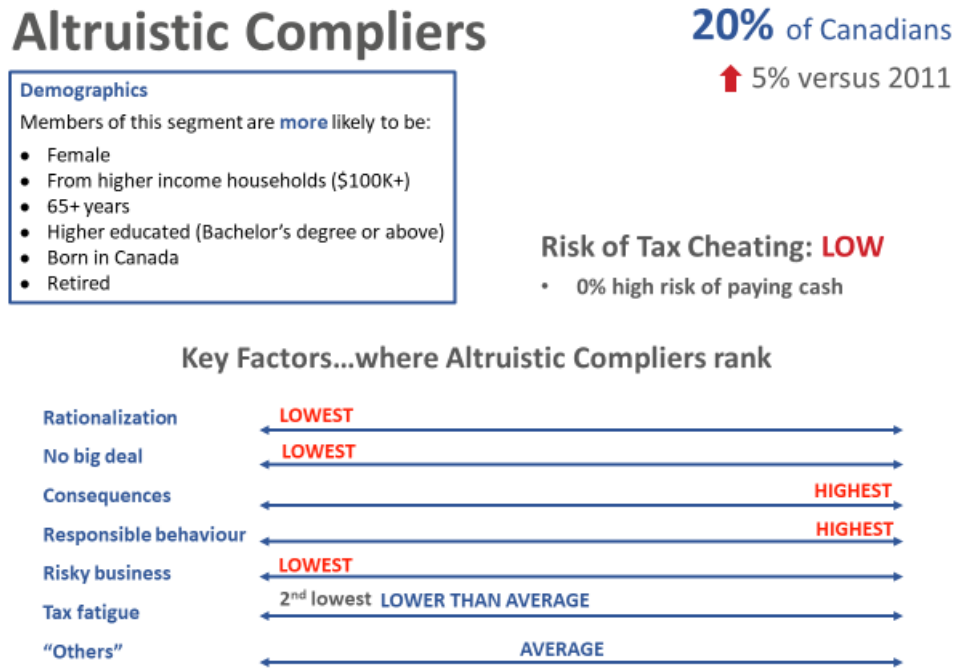 Altruistic Compliers
20% of Canadians
5% versus 2011
Demographics
Members of this segment are more likely to be:
• Female
• From higher income households ($100K+)
• 65+ years
• Higher educated (Bachelor's degree or above)
• Born in Canada
• Retired
Risk of Tax Cheating: LOW
• 0% high risk of paying cash
Key Factors...where Altruistic Compliers rank
Rationalization LOWEST
No big deal LOWEST
Consequences HIGHEST
Responsible behaviour HIGHEST
Risky business LOWEST
Tax fatigue 2nd lowest LOWER THAN AVERAGE
"Others" AVERAGE